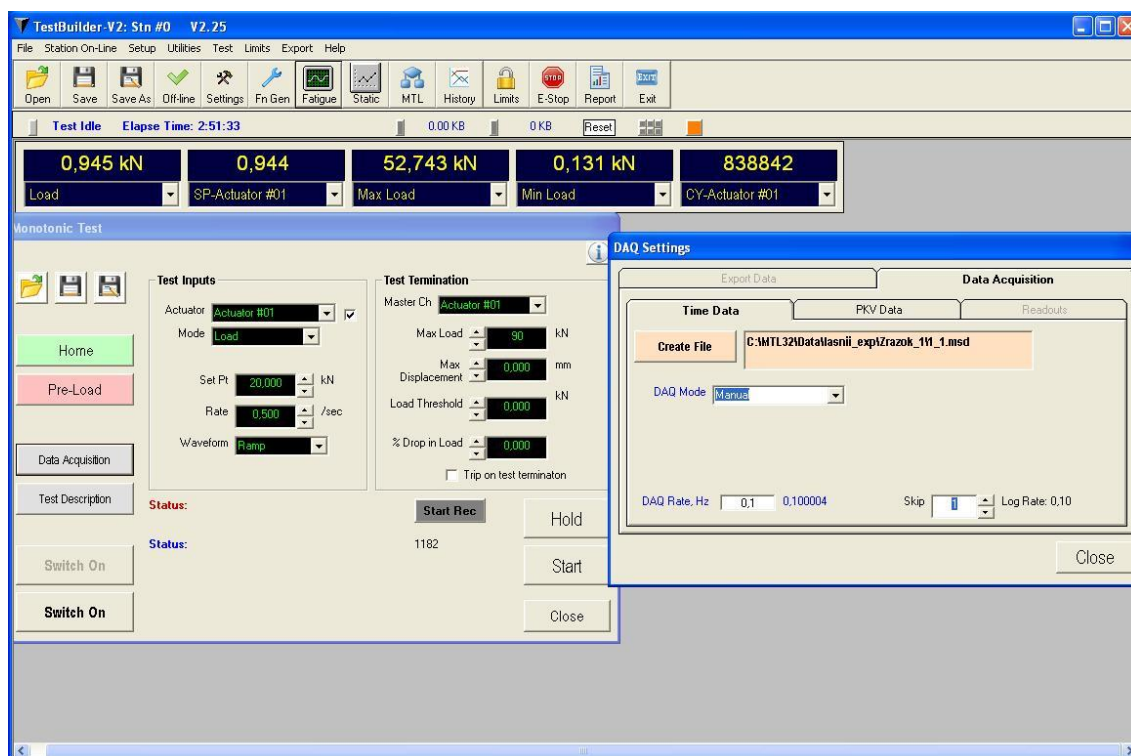 TestBuilder-V2: Stn #0 V2.25
File Station On-Line Setup Utilities Test Limits Export Help
Open Save Save As Off-line Settings Fn Gen Fatigue Static MTL History Limits E-Stop Report Exit
Test Idle Elapse Time: 2:51:33 0.00 KB 0 KB Reset
0,945 kN 0,944 52,743 kN 0,131 kN 838842
Load SP-Actuator #01 Max Load Min Load CY-Actuator #01
Monotonic Test
Test Inputs
Actuator Actuator #01
Mode Load
Set Pt 20,000 kN
Rate 0,500 /sec
Waveform Ramp
Test Termination
Master Ch Actuator #01
Max Load 90 kN
Max Displacement 0,000 mm
Load Threshold 0,000 kN
% Drop in Load 0,000
Trip on test terminaton
Home
Pre-Load
Data Acquisition
Test Description
Switch On
Switch On
Status:
Start Rec
Hold
Status:
1182
Start
Close
DAQ Settings
Export Data Data Acquisition
Time Data PKV Data Readouts
Create File C:\MTL32\Data\Iasnii_exp\Zrazok_1\1_1.msd
DAQ Mode Manual
DAQ Rate, Hz 0,1 0,100004 Skip 1 Log Rate: 0,10
Close